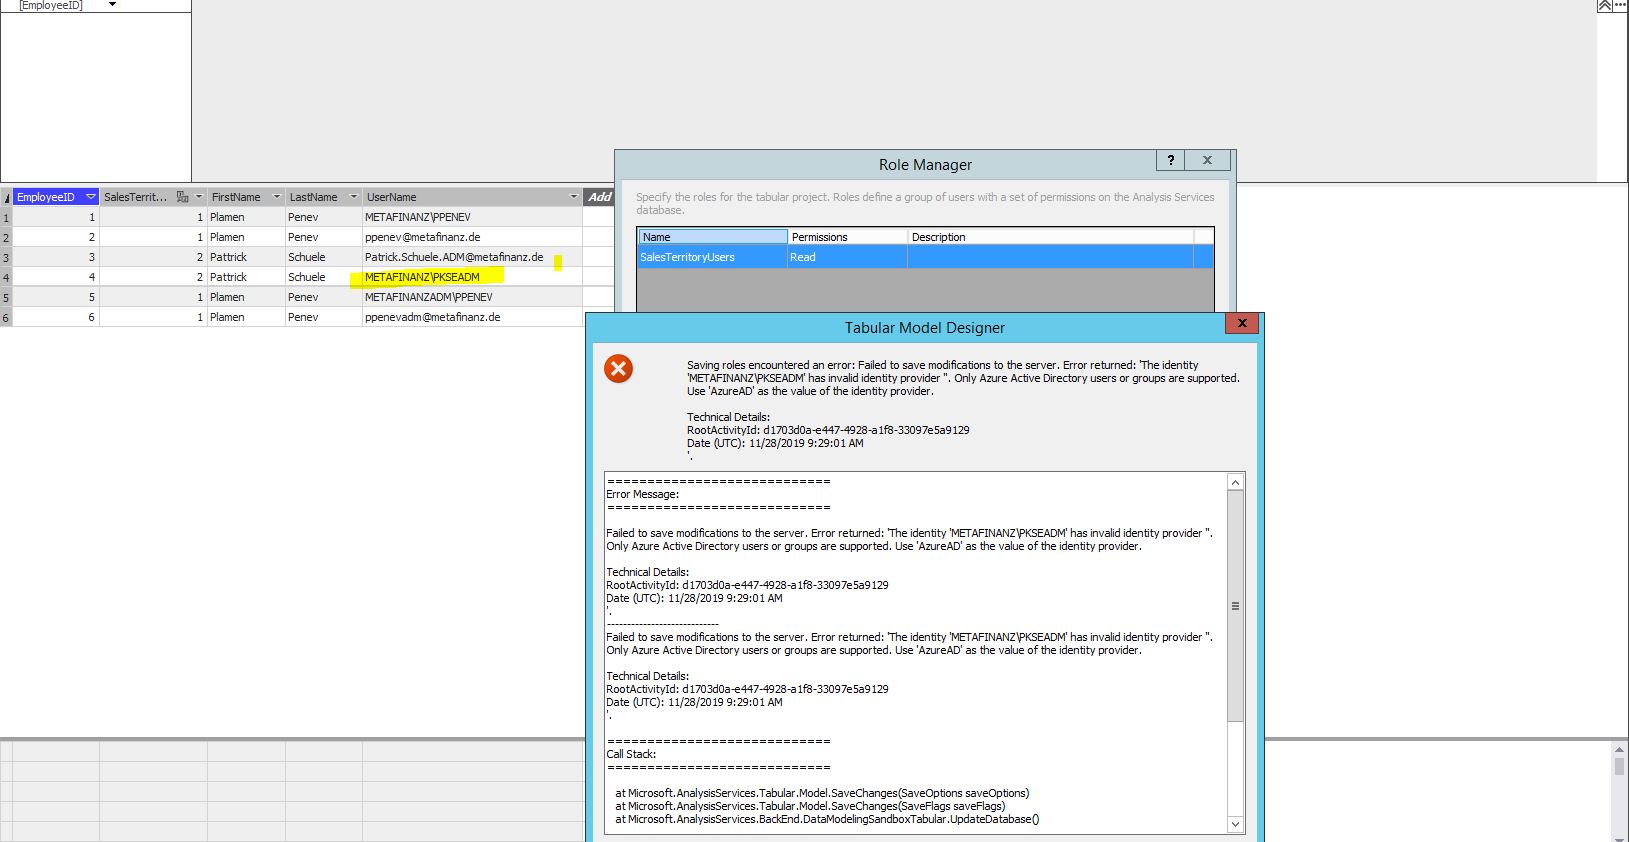 [EmployeeID]
EmployeeID SalesTerrit... FirstName LastName UserName Add
1 1 1 Plamen Penev METAFINANZ\PPENEV
2 2 1 Plamen Penev ppenev@metafinanz.de
3 3 2 Pattrick Schuele Patrick.Schuele.ADM@metafinanz.de
4 4 2 Pattrick Schuele METAFINANZ\PKSEADM
5 5 1 Plamen Penev METAFINANZADM\PPENEV
6 6 1 Plamen Penev ppenevadm@metafinanz.de
Role Manager
? x
Specify the roles for the tabular project. Roles define a group of users with a set of permissions on the Analysis Services
database.
Name Permissions Description
SalesTerritoryUsers Read
Tabular Model Designer
x
Saving roles encountered an error: Failed to save modifications to the server. Error returned: 'The identity
'METAFINANZ\PKSEADM' has invalid identity provider ''. Only Azure Active Directory users or groups are supported.
Use 'AzureAD' as the value of the identity provider.
Technical Details:
RootActivityId: d1703d0a-e447-4928-a1f8-33097e5a9129
Date (UTC): 11/28/2019 9:29:01 AM
'.
============================
Error Message:
============================
Failed to save modifications to the server. Error returned: 'The identity 'METAFINANZ\PKSEADM' has invalid identity provider ''.
Only Azure Active Directory users or groups are supported. Use 'AzureAD' as the value of the identity provider.
Technical Details:
RootActivityId: d1703d0a-e447-4928-a1f8-33097e5a9129
Date (UTC): 11/28/2019 9:29:01 AM
'.
----------------------------
Failed to save modifications to the server. Error returned: 'The identity 'METAFINANZ\PKSEADM' has invalid identity provider ''.
Only Azure Active Directory users or groups are supported. Use 'AzureAD' as the value of the identity provider.
Technical Details:
RootActivityId: d1703d0a-e447-4928-a1f8-33097e5a9129
Date (UTC): 11/28/2019 9:29:01 AM
'.
============================
Call Stack:
============================
at Microsoft.AnalysisServices.Tabular.Model.SaveChanges(SaveOptions saveOptions)
at Microsoft.AnalysisServices.Tabular.Model.SaveChanges(SaveFlags saveFlags)
at Microsoft.AnalysisServices.BackEnd.DataModelingSandboxTabular.UpdateDatabase()